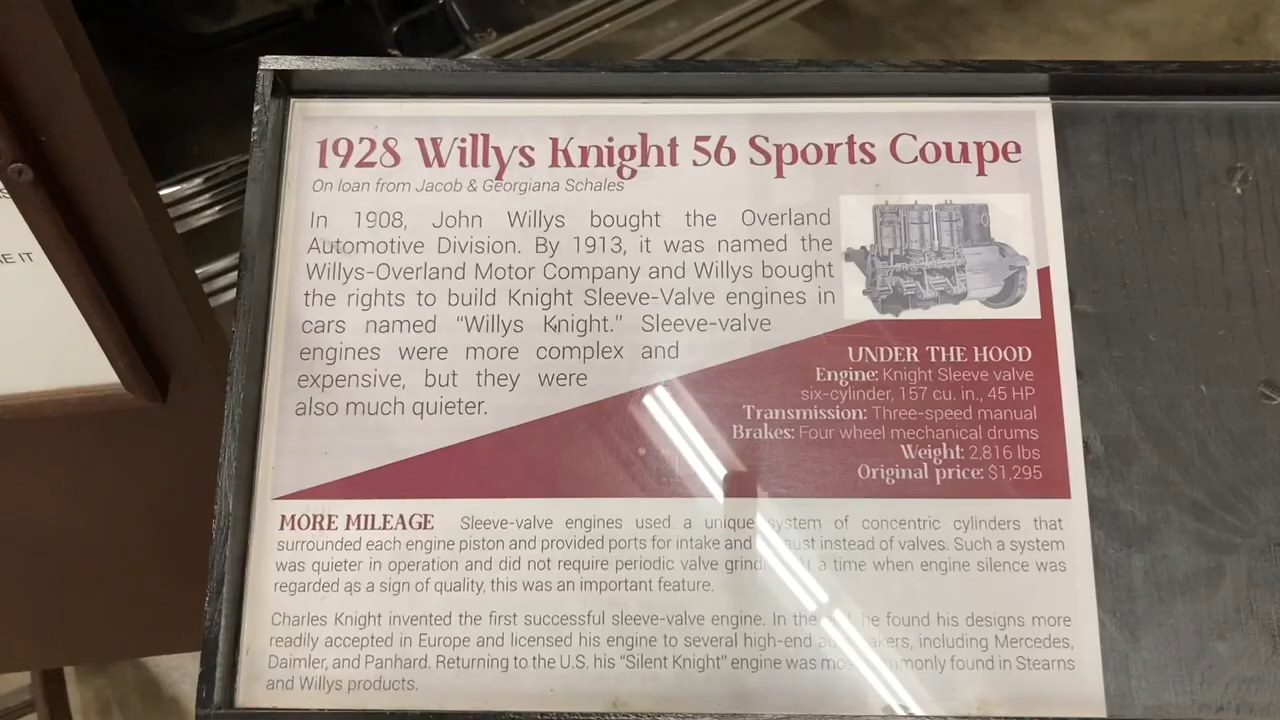 1928 Willys Knight 56 Sports Coupe
On loan from Jacob & Georgiana Schales
In 1908, John Willys bought the Overland
Automotive Division. By 1913, it was named the
Willys-Overland Motor Company and Willys bought
the rights to build Knight Sleeve-Valve engines in
cars named “Willys Knight.” Sleeve-valve
engines were more complex and
expensive, but they were
also much quieter.
UNDER THE HOOD
Engine: Knight Sleeve valve
six-cylinder, 157 cu. in., 45 HP
Transmission: Three-speed manual
Brakes: Four wheel mechanical drums
Weight: 2,816 lbs
Original price: $1,295
MORE MILEAGE Sleeve-valve engines used a unique system of concentric cylinders that
surrounded each engine piston and provided ports for intake and instead of valves. Such a system
was quieter in operation and did not require periodic valve a time when engine silence was
regarded as a sign of quality, this was an important feature.
Charles Knight invented the first successful sleeve-valve engine. In the he found his designs more
readily accepted in Europe and licensed his engine to several high-end including Mercedes,
Daimler, and Panhard. Returning to the U.S. his “Silent Knight” engine was found in Stearns
and Willys products.
E IT